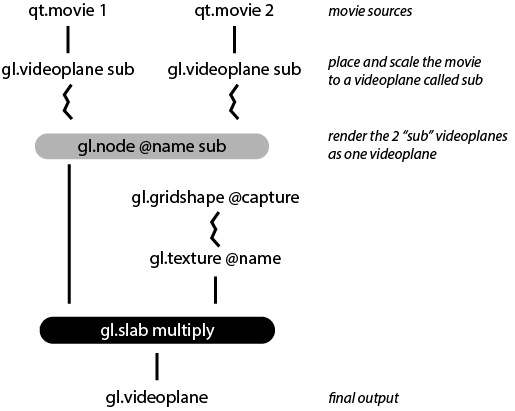 qt.movie 1
qt.movie 2
movie sources
gl.videoplane sub
gl.videoplane sub
place and scale the movie
to a videoplane called sub
gl.node @name sub
render the 2 “sub” videoplanes
as one videoplane
gl.gridshape @capture
gl.texture @name
gl.slab multiply
gl.videoplane
final output